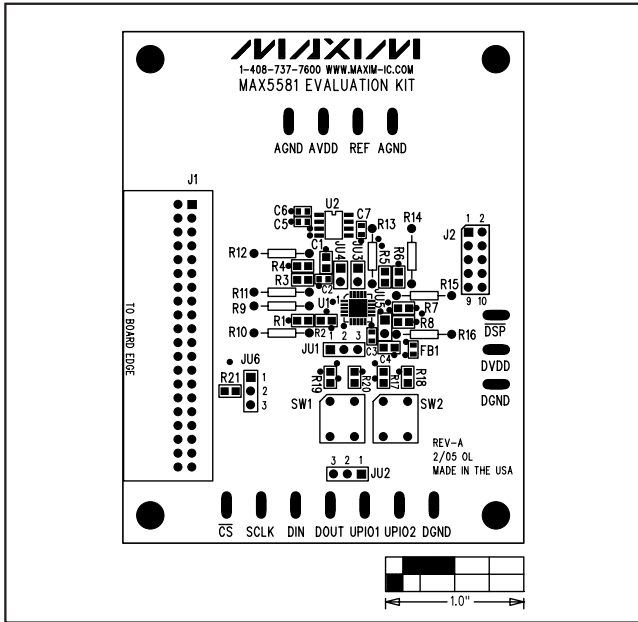 MAXIM
1-408-737-7600 WWW.MAXIM-IC.COM
MAX5581 EVALUATION KIT
AGND AVDD REF AGND
J1
C6 U2 C7 R13 R14
C5
J2
1 2
9 10
R12 C1 JU4 JU3
R4 R5 R6
R3 C2
R11 R15
R9 U1 1 JU5 R7
R1 R2 R8
R10 R16
JU1 1 2 3 C3 C4 FB1
DSP
DVDD
DGND
TO BOARD EDGE
JU6
R21 1
2
3
R19 R20 R17 R18
SW1 SW2
REV-A
2/05 OL
MADE IN THE USA
3 2 1
JU2
CS SCLK DIN DOUT UPIO1 UPIO2 DGND
1.0"